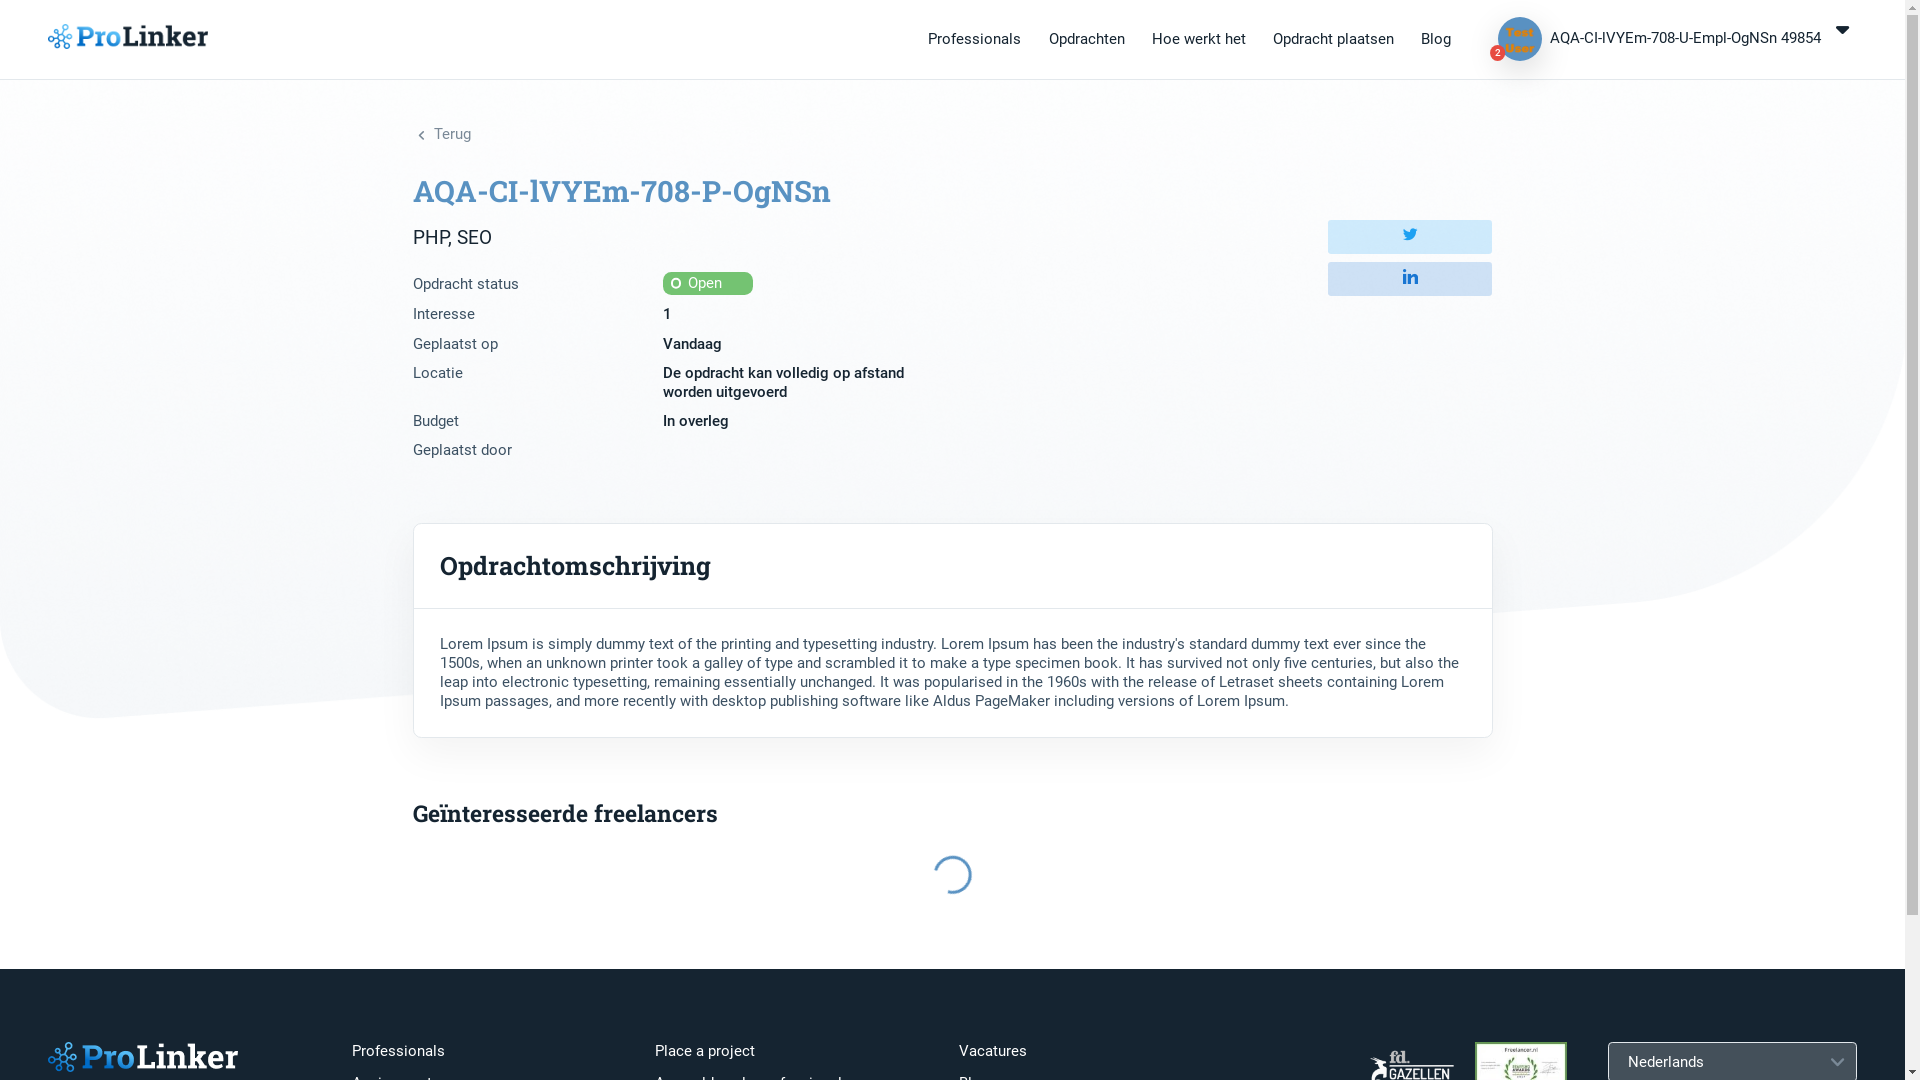 ProLinker
Professionals
Opdrachten
Hoe werkt het
Opdracht plaatsen
Blog
Test
User
2
AQA-CI-lVYEm-708-U-Empl-OgNSn 49854
Terug
AQA-CI-lVYEm-708-P-OgNSn
PHP, SEO
Opdracht status
Open
Interesse
1
Geplaatst op
Vandaag
Locatie
De opdracht kan volledig op afstand
worden uitgevoerd
Budget
In overleg
Geplaatst door
Opdrachtomschrijving
Lorem Ipsum is simply dummy text of the printing and typesetting industry. Lorem Ipsum has been the industry's standard dummy text ever since the
1500s, when an unknown printer took a galley of type and scrambled it to make a type specimen book. It has survived not only five centuries, but also the
leap into electronic typesetting, remaining essentially unchanged. It was popularised in the 1960s with the release of Letraset sheets containing Lorem
Ipsum passages, and more recently with desktop publishing software like Aldus PageMaker including versions of Lorem Ipsum.
Geïnteresseerde freelancers
ProLinker
Professionals
Place a project
Vacatures
fd.
GAZELLEN
Freelancer.nl
Nederlands